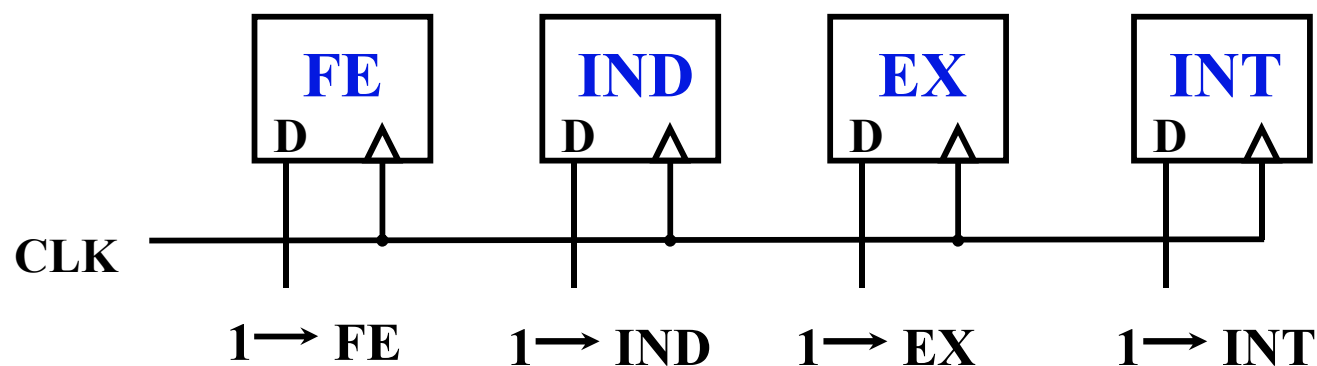 FE IND EX INT
D D D D
CLK
1→ FE 1→ IND 1→ EX 1→ INT